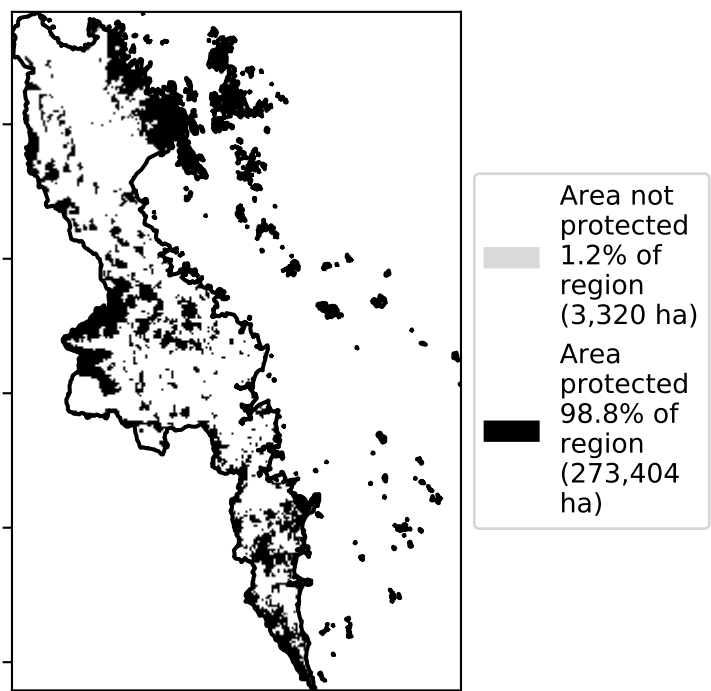 Area not
protected
1.2% of
region
(3,320 ha)
Area
protected
98.8% of
region
(273,404
ha)